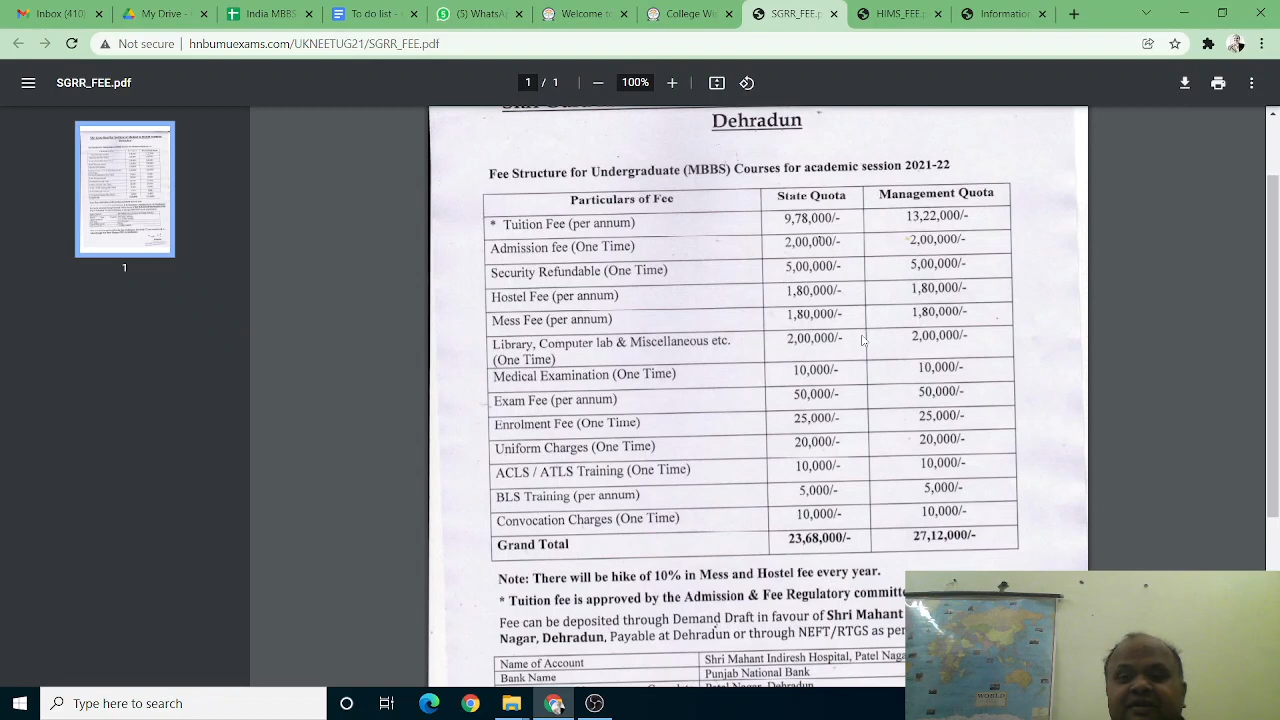 Inbox (410)
My Drive -
India MBBS
To do list -
(5) WhatsA
Welcome t
College W
SGRR_FEE.p
HIMS_FEE.p
Information
Not secure | hnbumuexams.com/UKNEETUG21/SGRR_FEE.pdf
SGRR_FEE.pdf
1 / 1
100%
1
Dehradun
Fee Structure for Undergraduate (MBBS) Courses for academic session 2021-22
Particulars of Fee State Quota Management Quota
* Tuition Fee (per annum) 9,78,000/- 13,22,000/-
Admission fee (One Time) 2,00,000/- 2,00,000/-
Security Refundable (One Time) 5,00,000/- 5,00,000/-
Hostel Fee (per annum) 1,80,000/- 1,80,000/-
Mess Fee (per annum) 1,80,000/- 1,80,000/-
Library, Computer lab & Miscellaneous etc. 2,00,000/- 2,00,000/-
(One Time)
Medical Examination (One Time) 10,000/- 10,000/-
Exam Fee (per annum) 50,000/- 50,000/-
Enrolment Fee (One Time) 25,000/- 25,000/-
Uniform Charges (One Time) 20,000/- 20,000/-
ACLS / ATLS Training (One Time) 10,000/- 10,000/-
BLS Training (per annum) 5,000/- 5,000/-
Convocation Charges (One Time) 10,000/- 10,000/-
Grand Total 23,68,000/- 27,12,000/-
Note: There will be hike of 10% in Mess and Hostel fee every year.
* Tuition fee is approved by the Admission & Fee Regulatory committe
Fee can be deposited through Demand Draft in favour of Shri Mahant
Nagar, Dehradun, Payable at Dehradun or through NEFT/RTGS as per
Name of Account Shri Mahant Indiresh Hospital, Patel Naga
Bank Name Punjab National Bank
Patel Nagar, Dehradun
WORLD
Type here to search